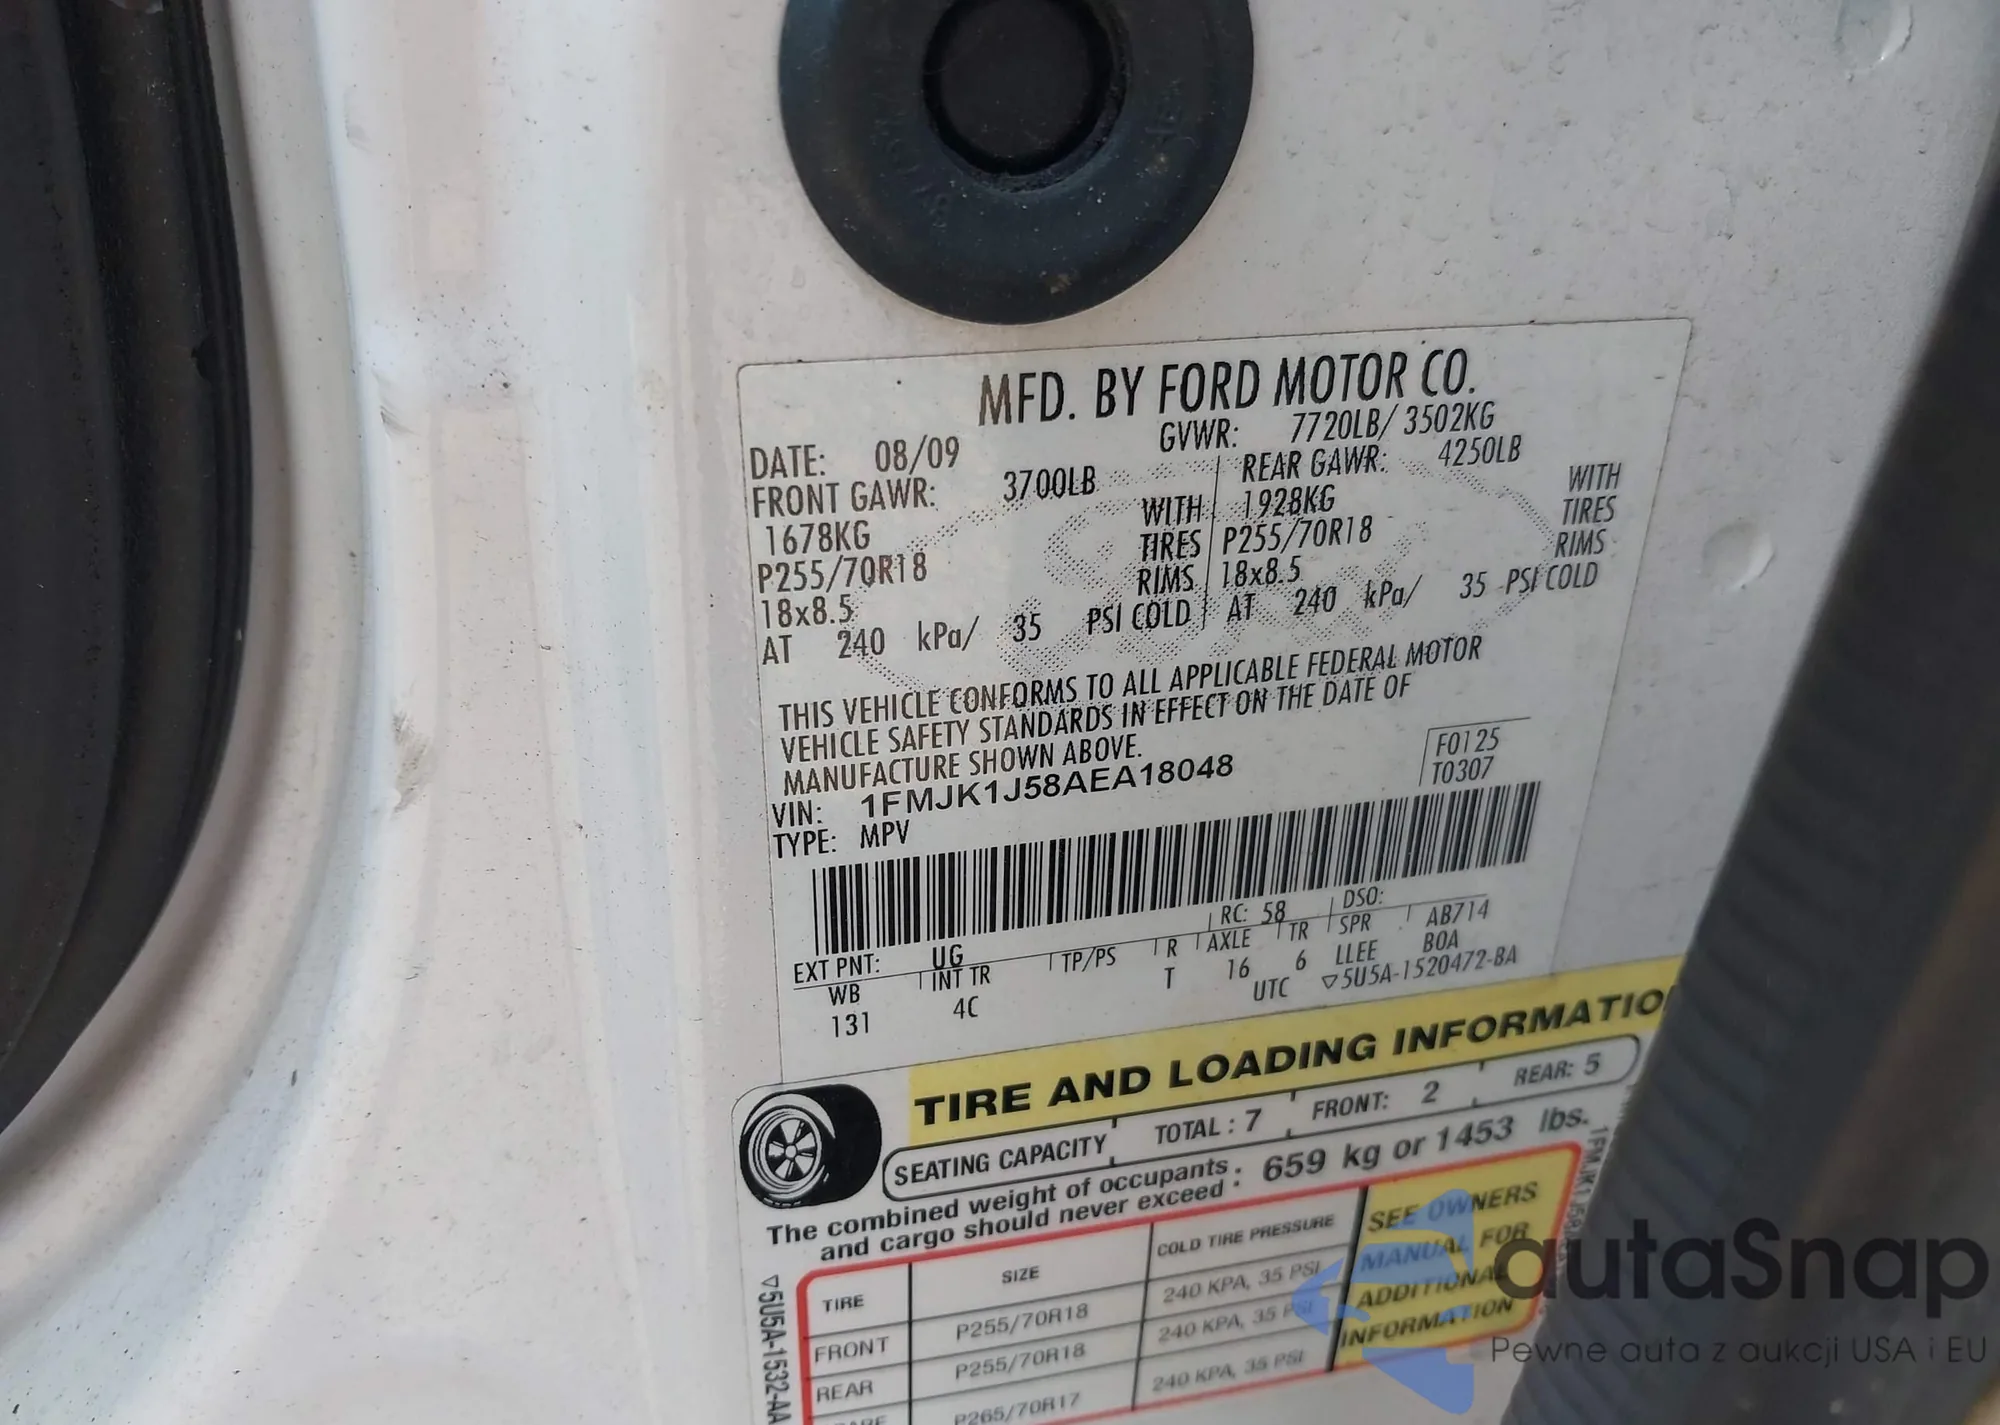 MFD. BY FORD MOTOR CO.
DATE: 08/09
GVWR: 7720LB/ 3502KG
FRONT GAWR: 3700LB
1678KG WITH
P255/70R18 TIRES
18x8.5 RIMS
AT 240 kPa/ 35 PSI COLD
REAR GAWR: 4250LB
1928KG WITH
P255/70R18 TIRES
18x8.5 RIMS
AT 240 kPa/ 35 PSI COLD
THIS VEHICLE CONFORMS TO ALL APPLICABLE FEDERAL MOTOR
VEHICLE SAFETY STANDARDS IN EFFECT ON THE DATE OF
MANUFACTURE SHOWN ABOVE.
VIN: 1FMJK1J58AEA18048
F0125
T0307
TYPE: MPV
EXT PNT: UG RC: 58 DSO:
WB INT TR TP/PS R AXLE TR SPR AB714
131 4C T 16 6 LLEE B0A
UTC ▽5U5A-1520472-BA
TIRE AND LOADING INFORMATIO
SEATING CAPACITY TOTAL : 7 FRONT: 2 REAR: 5
The combined weight of occupants
and cargo should never exceed : 659 kg or 1453 lbs.
TIRE SIZE COLD TIRE PRESSURE
FRONT P255/70R18 240 KPA, 35 PSI
REAR P255/70R18 240 KPA, 35 PSI
P265/70R17 240 KPA, 35 PSI
SEE OWNERS
MANUAL FOR
ADDITIONAL
INFORMATION
▽5U5A-1532-AA
autaSnap
Pewne auta z aukcji USA i EU